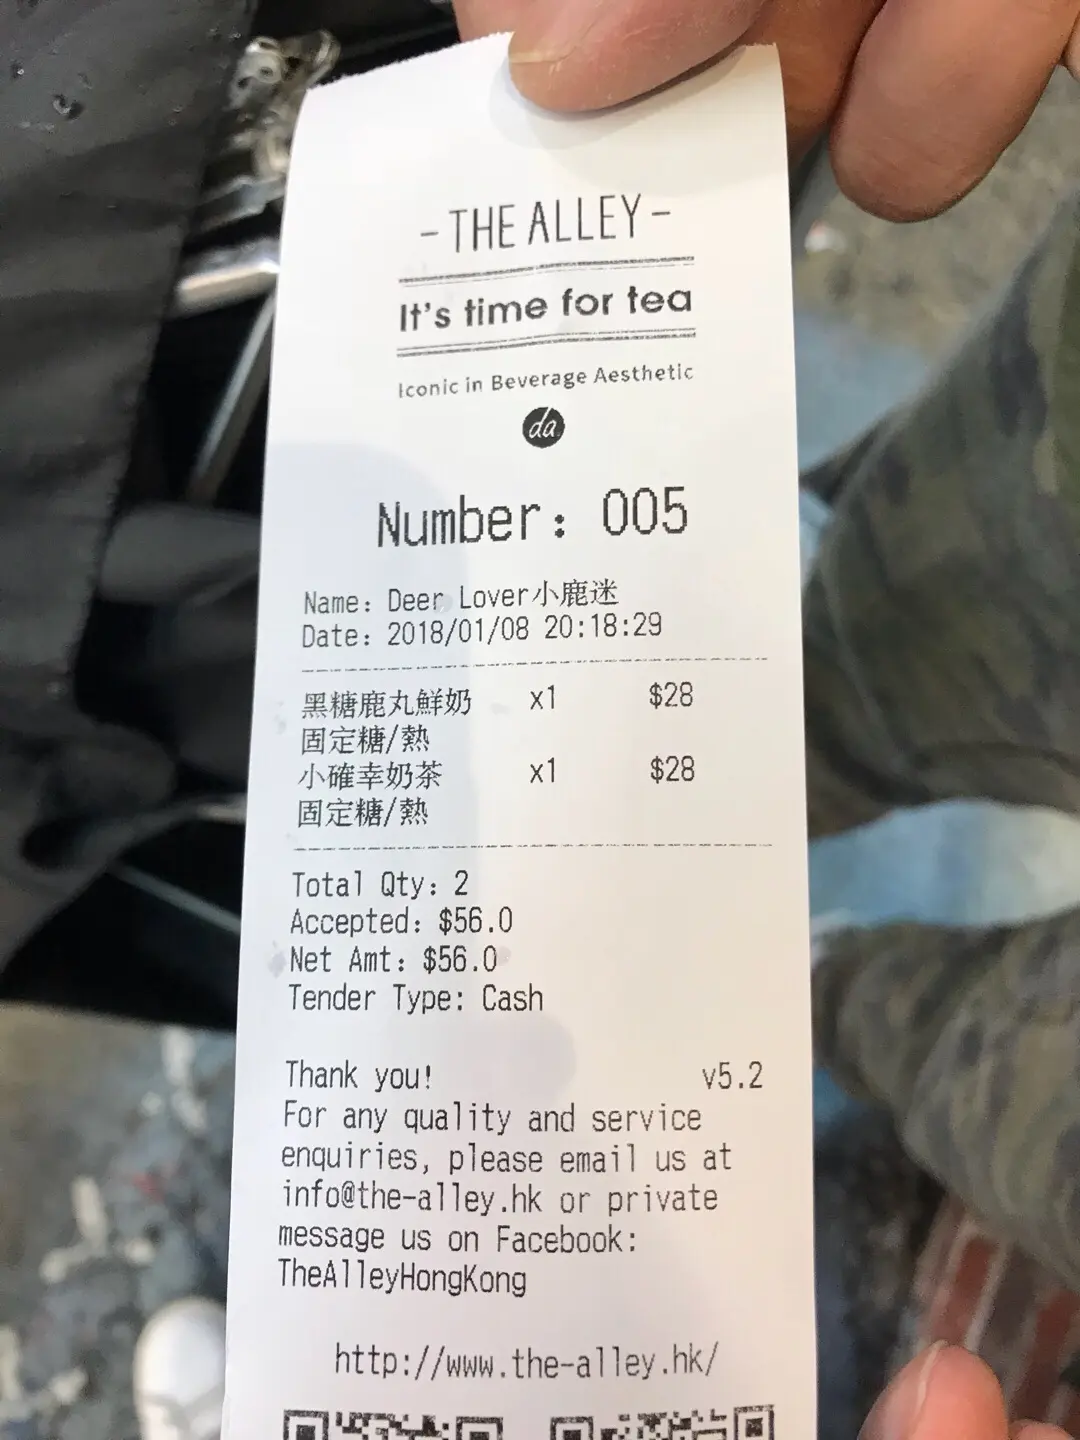 -THE ALLEY-
It's time for tea
Iconic in Beverage Aesthetic
da
Number: 005
Name: Deer Lover小鹿迷
Date: 2018/01/08 20:18:29
黑糖鹿丸鮮奶 x1 $28
固定糖/熱
小確幸奶茶 x1 $28
固定糖/熱
Total Qty: 2
Accepted: $56.0
Net Amt: $56.0
Tender Type: Cash
Thank you! v5.2
For any quality and service
enquiries, please email us at
info@the-alley.hk or private
message us on Facebook:
TheAlleyHongKong
http://www.the-alley.hk/